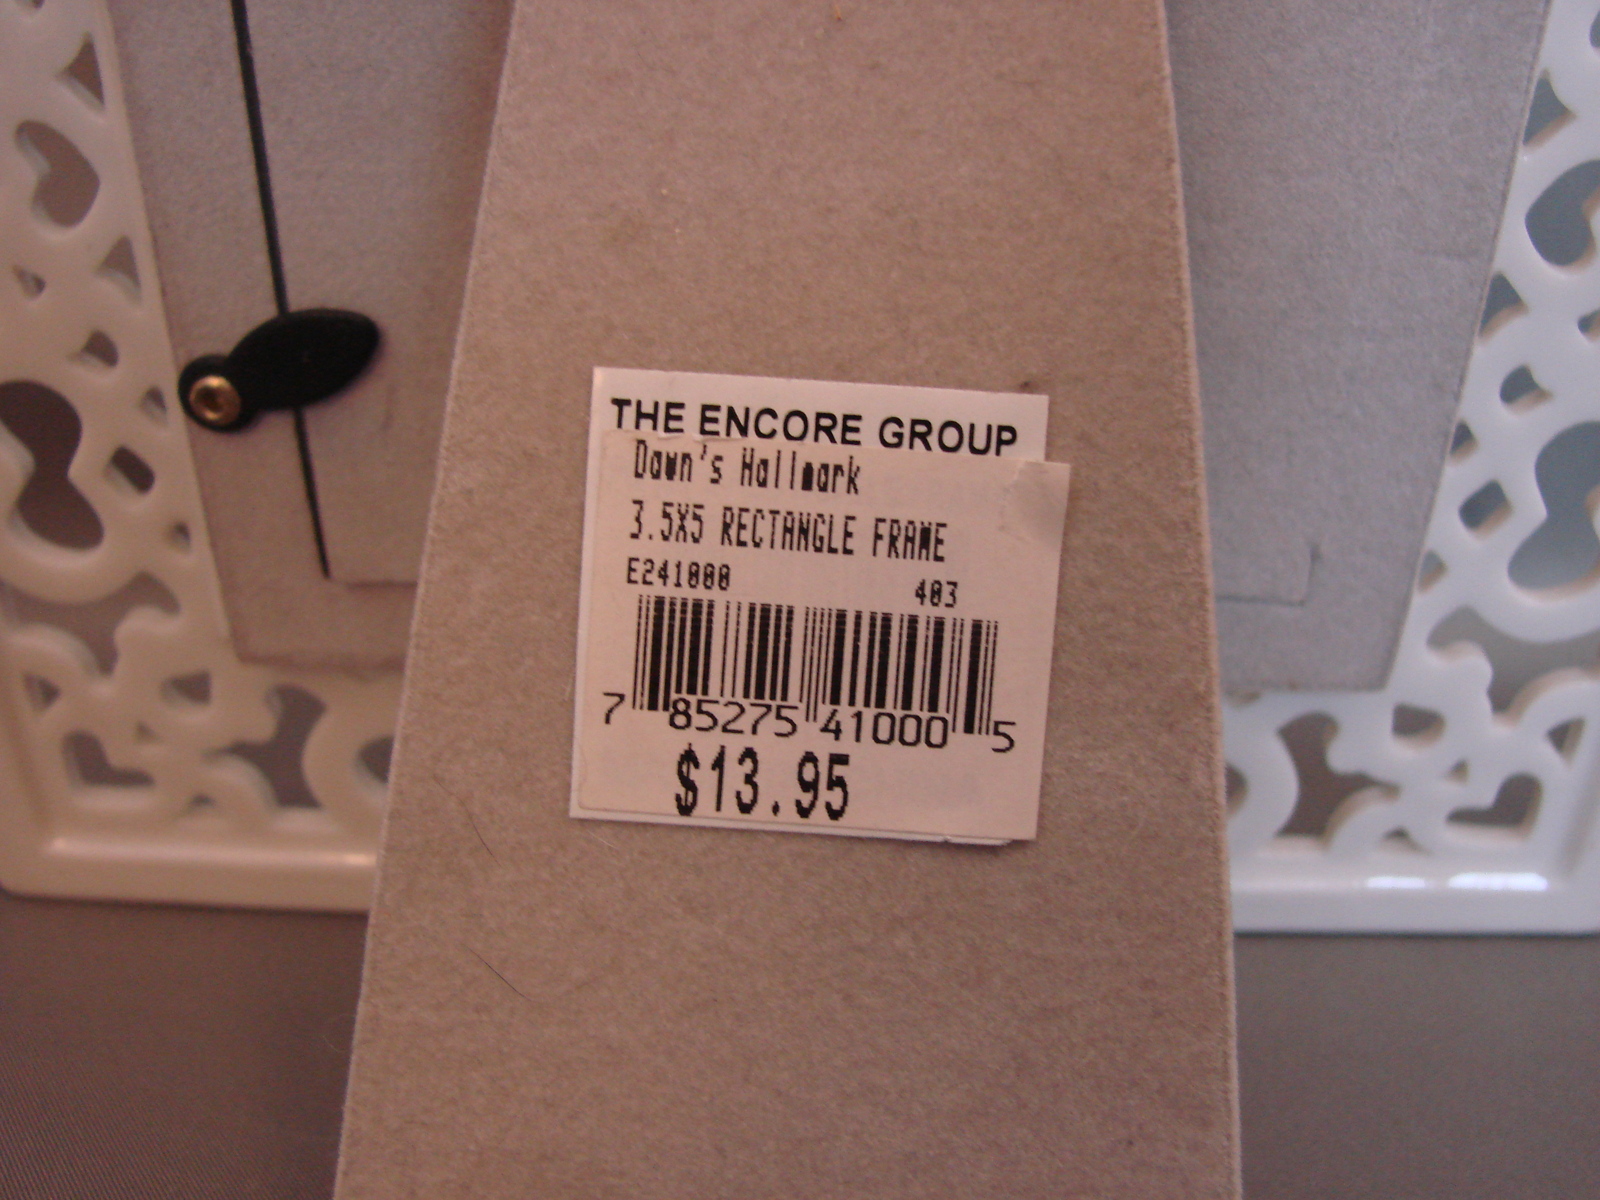 THE ENCORE GROUP
Dawn's Hallmark
3.5X5 RECTANGLE FRAME
E241000 403
7 85275 41000 5
$13.95